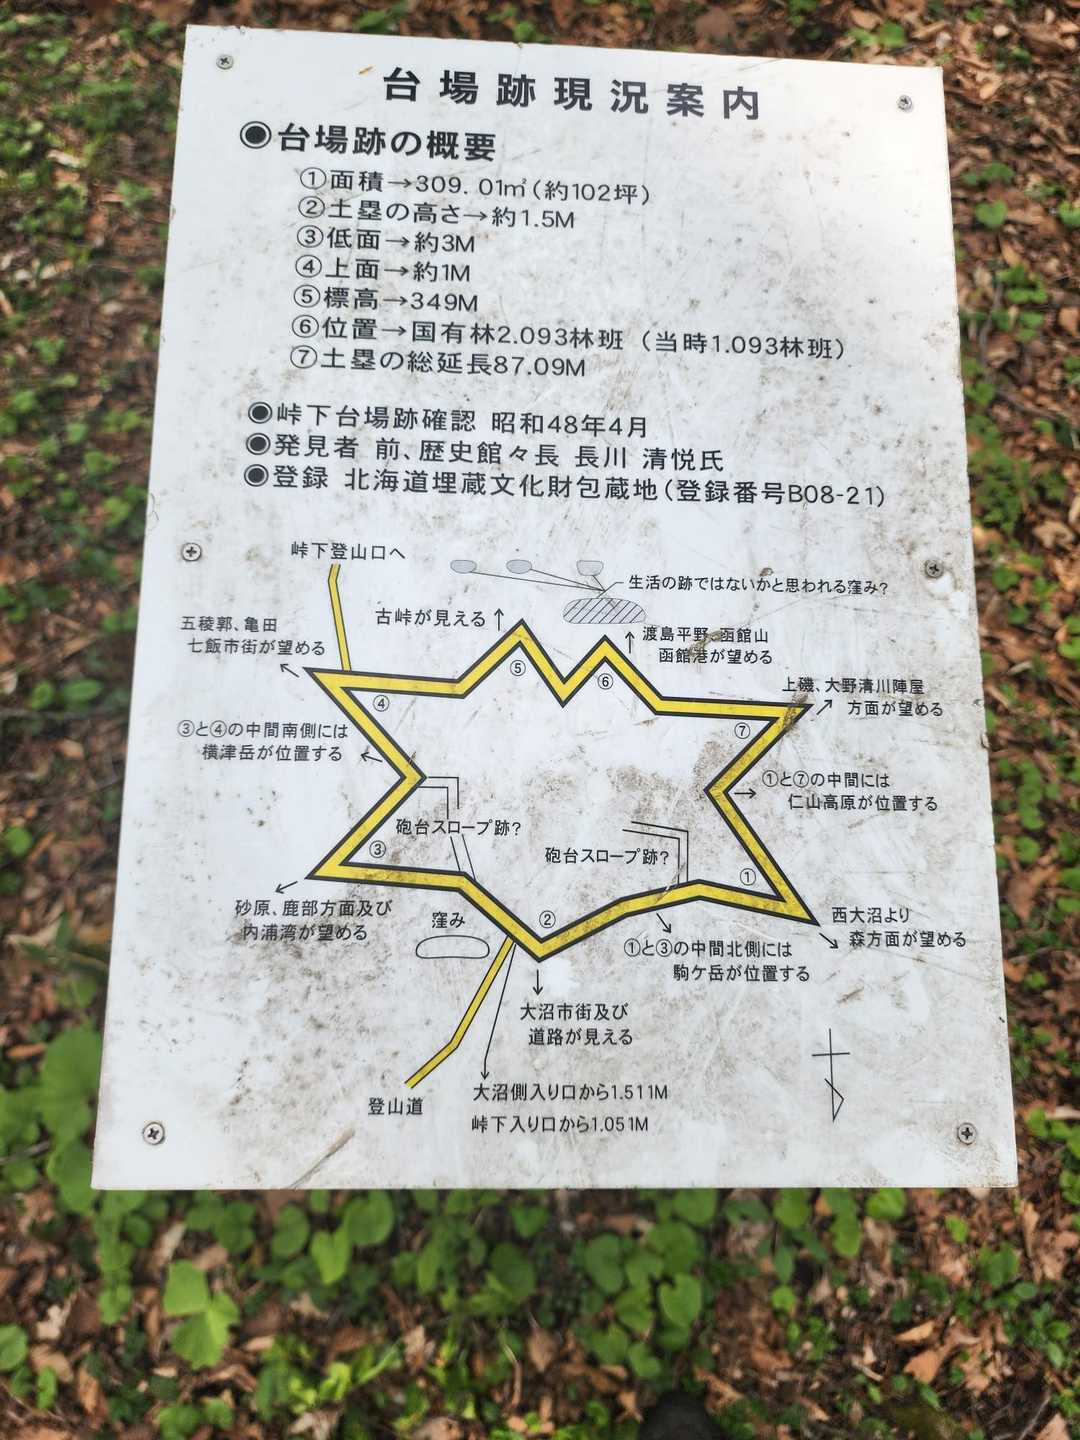 台場跡現況案内
◉台場跡の概要
①面積→309.01㎡(約102坪)
②土塁の高さ→約1.5M
③低面→約3M
④上面→約1M
⑤標高→349M
⑥位置→国有林2.093林班（当時1.093林班）
⑦土塁の総延長87.09M
◉峠下台場跡確認 昭和48年4月
◉発見者 前、歴史館々長 長川 清悦氏
◉登録 北海道埋蔵文化財包蔵地(登録番号B08-21)
峠下登山口へ
生活の跡ではないかと思われる窪み?
古峠が見える↑
五稜郭、亀田
七飯市街が望める
渡島平野、函館山
函館港が望める
⑤
⑥
④
上磯、大野清川陣屋
方面が望める
⑦
③と④の中間南側には
横津岳が位置する
①と⑦の中間には
仁山高原が位置する
砲台スロープ跡?
砲台スロープ跡?
③
①
砂原、鹿部方面及び
内浦湾が望める
窪み
②
西大沼より
森方面が望める
①と③の中間北側には
駒ケ岳が位置する
大沼市街及び
道路が見える
登山道
大沼側入り口から1.511M
峠下入り口から1.051M